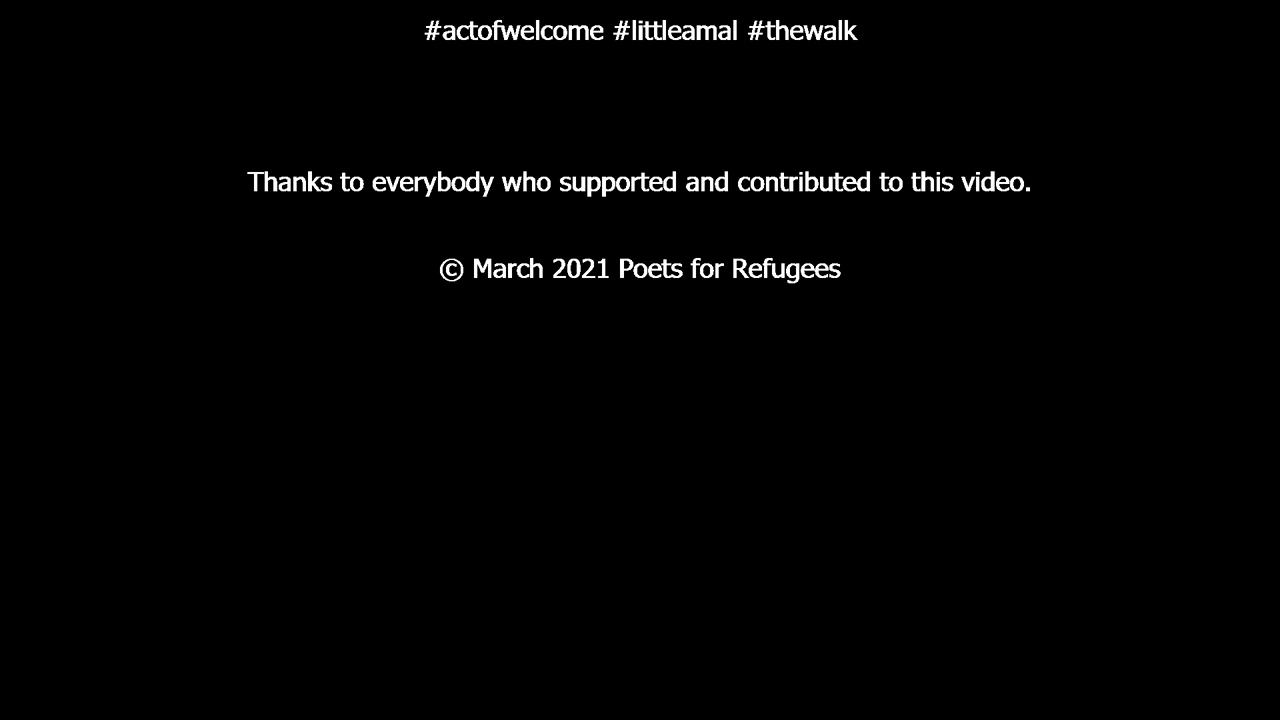 #actofwelcome #littleamal #thewalk
Thanks to everybody who supported and contributed to this video.
© March 2021 Poets for Refugees